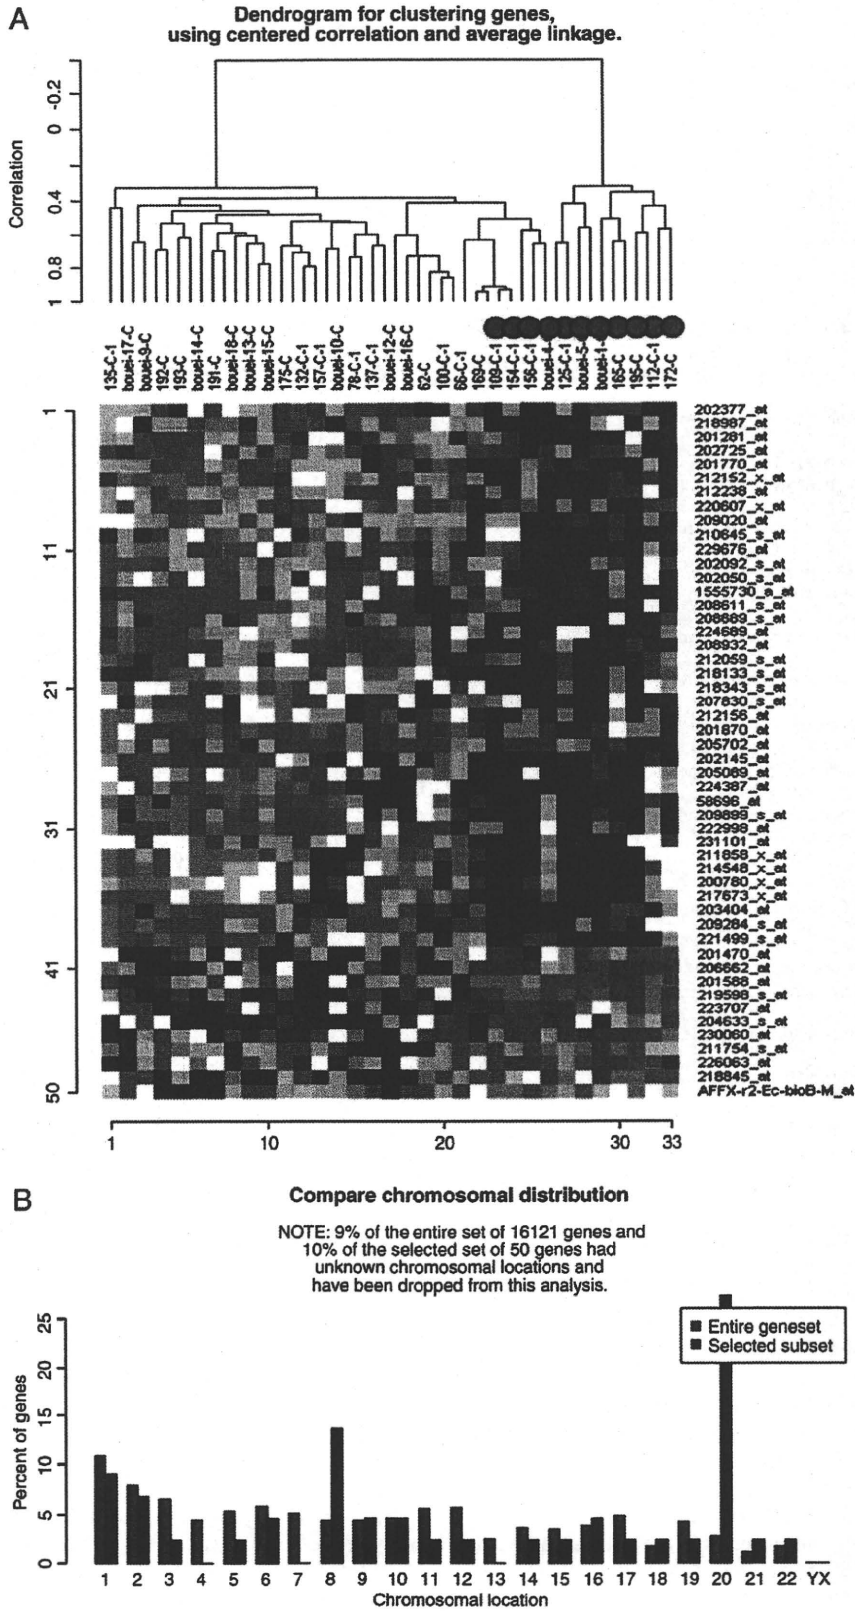 A
Dendrogram for clustering genes,
using centered correlation and average linkage.
Correlation
-0.2
0
0.4
0.8
1
135-C-1
bouei-17-C
bouei-9-C
192-C
193-C
bouei-14-C
191-C
bouei-18-C
bouei-13-C
bouei-15-C
175-C
132-C-1
157-C-1
bouei-10-C
78-C-1
137-C-1
bouei-12-C
bouei-16-C
62-C
100-C-1
66-C-1
169-C
109-C-1
154-C-1
156-C-1
bouei-4-
125-C-1
bouei-5-
bouei-1-
165-C
195-C
112-C-1
172-C
1
11
21
31
41
50
202377_at
218987_at
201281_at
202725_at
201770_at
212152_x_at
212238_at
220607_x_at
209020_at
210645_s_at
229676_at
202092_s_at
202050_s_at
1555730_s_at
208611_s_at
208689_s_at
224689_at
208932_at
212059_s_at
218133_s_at
218343_s_at
207830_s_at
212156_at
201870_at
205702_at
202145_at
205089_at
224387_at
58696_at
209899_s_at
222998_at
231101_at
211858_x_at
214548_x_at
200780_x_at
217673_x_at
203404_at
209284_s_at
221499_s_at
201470_at
206662_at
201588_at
219598_s_at
223707_at
204633_s_at
230060_at
211754_s_at
226063_at
218845_at
AFFX-r2-Ec-bioB-M_at
1 10 20 30 33
B
Compare chromosomal distribution
NOTE: 9% of the entire set of 16121 genes and
10% of the selected set of 50 genes had
unknown chromosomal locations and
have been dropped from this analysis.
Percent of genes
25
20
15
10
5
0
Entire geneset
Selected subset
1 2 3 4 5 6 7 8 9 10 11 12 13 14 15 16 17 18 19 20 21 22 YX
Chromosomal location